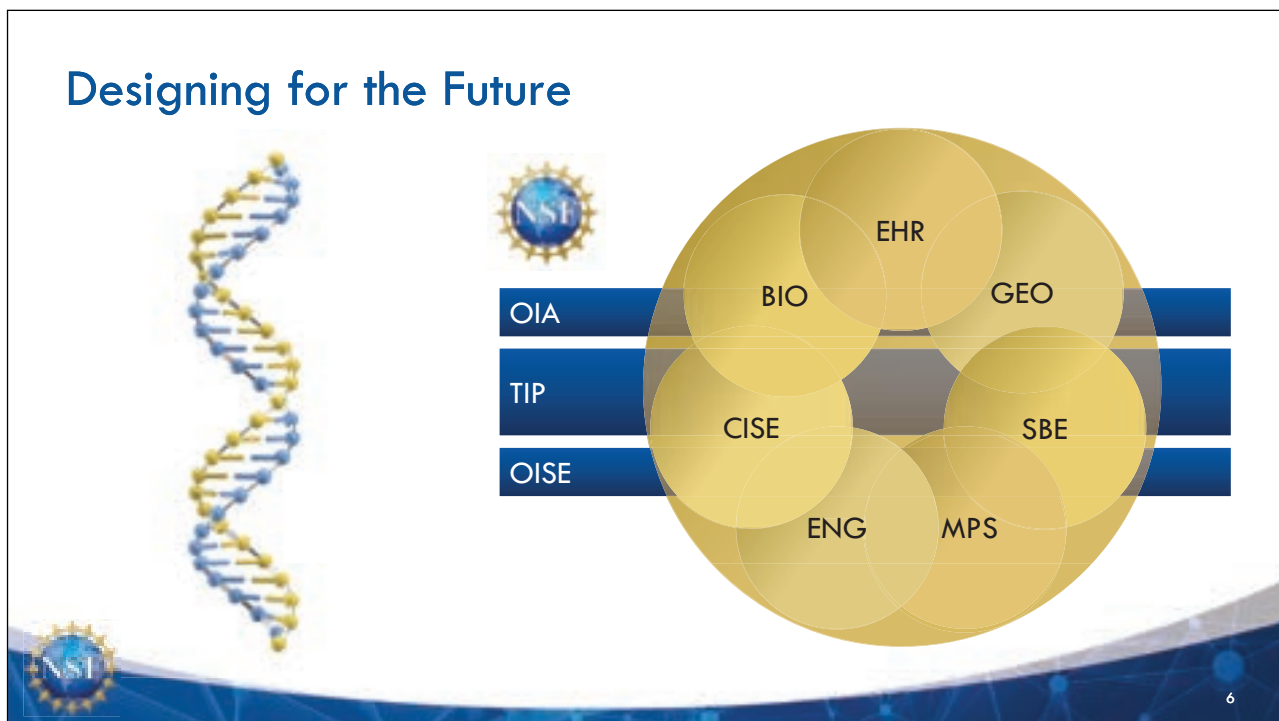 Designing for the Future
NSF
EHR
BIO
GEO
OIA
TIP
CISE
SBE
OISE
ENG
MPS
NSF
6